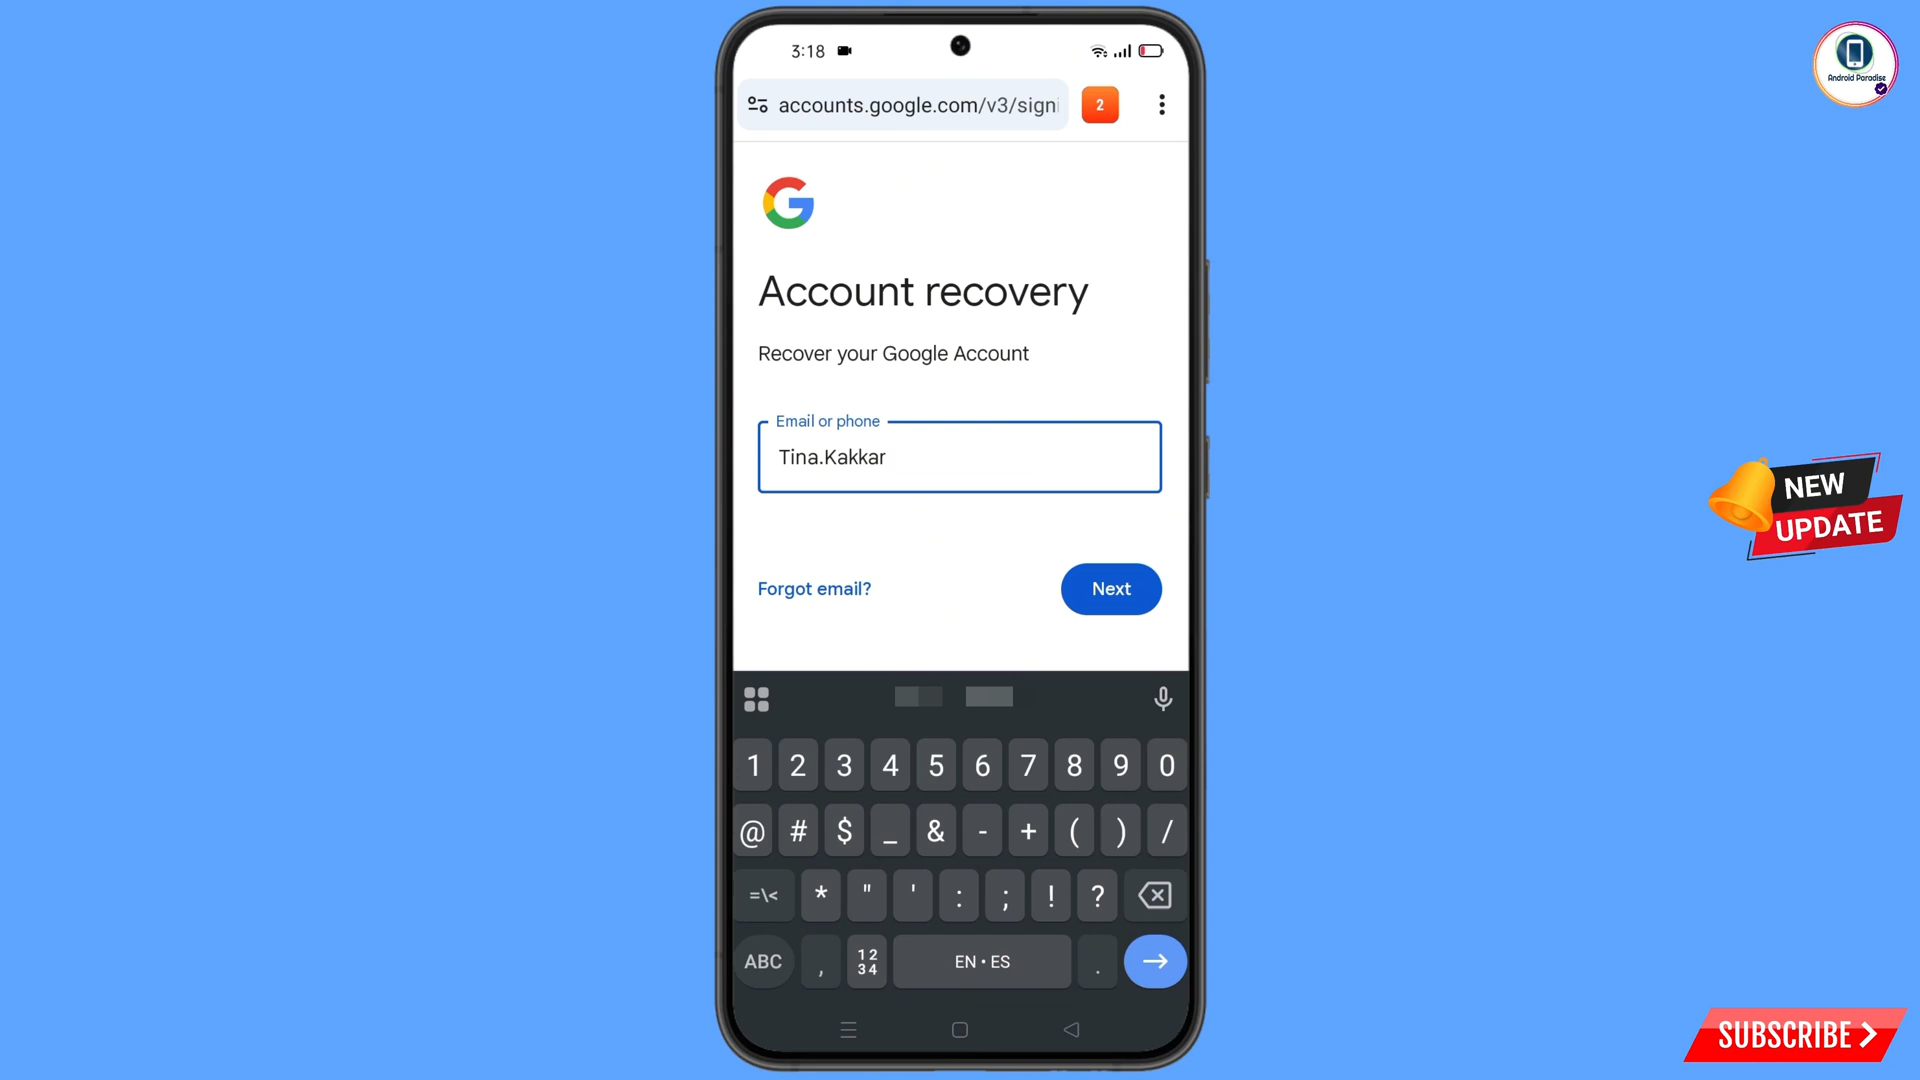 3:18
Android Paradise
accounts.google.com/v3/signi
2
Account recovery
Recover your Google Account
Email or phone
Tina.Kakkar
NEW
UPDATE
Forgot email?
Next
1 2 3 4 5 6 7 8 9 0
@ # $ _ & - + ( ) /
=\< * " ' : ; ! ?
ABC , 12 EN • ES .
34
SUBSCRIBE